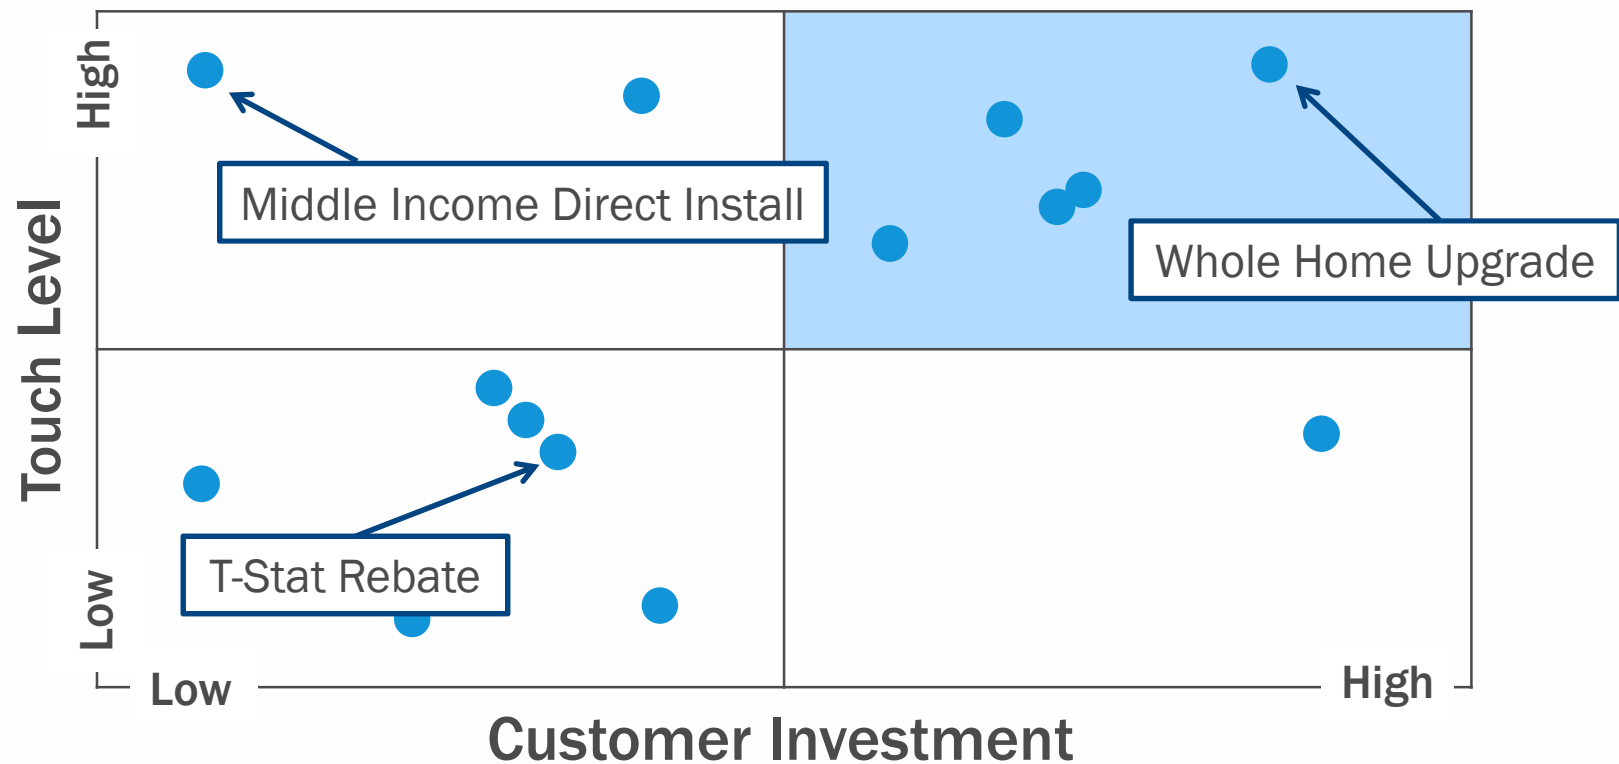 High
Middle Income Direct Install
Whole Home Upgrade
Touch Level
T-Stat Rebate
Low
Low
High
Customer Investment